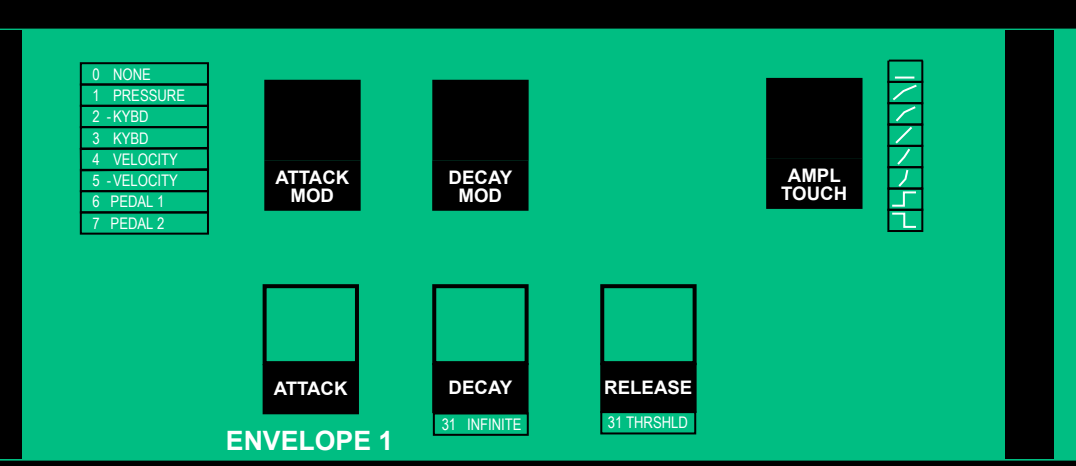 0 NONE
1 PRESSURE
2 -KYBD
3 KYBD
4 VELOCITY
5 -VELOCITY
6 PEDAL 1
7 PEDAL 2
ATTACK
MOD
DECAY
MOD
AMPL
TOUCH
ATTACK
DECAY
RELEASE
31 INFINITE
31 THRSHLD
ENVELOPE 1